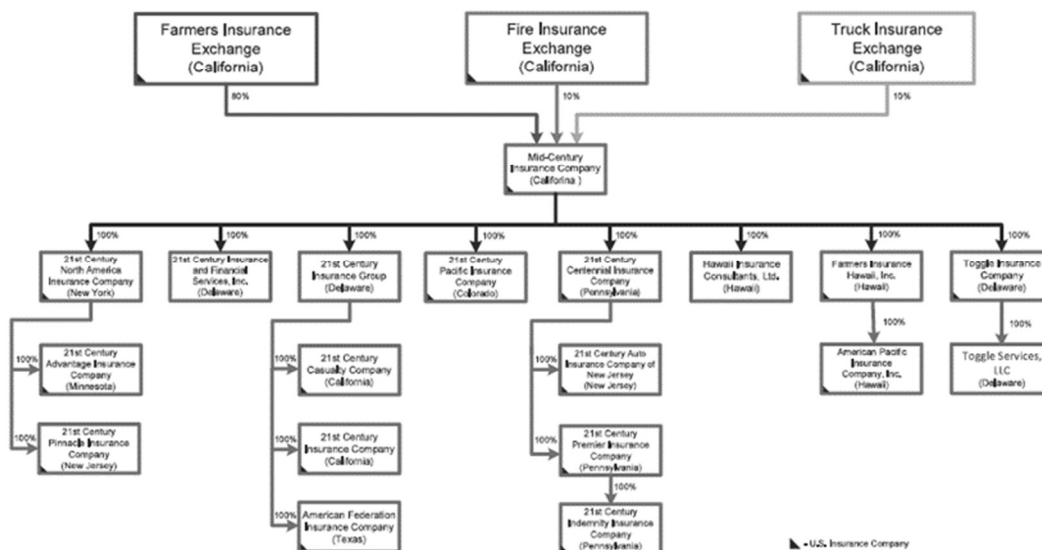 Farmers Insurance
Exchange
(California)
Fire Insurance
Exchange
(California)
Truck Insurance
Exchange
(California)
80%
10%
10%
Mid-Century
Insurance Company
(Califorina )
100%
100%
100%
100%
100%
100%
100%
100%
21st Century
North America
Insurance Company
(New York)
21st Century Insurance
and Financial
Services, Inc.
(Delaware)
21st Century
Insurance Group
(Delaware)
21st Century
Pacific Insurance
Company
(Colorado)
21st Century
Centennial Insurance
Company
(Pennsylvania)
Hawaii Insurance
Consultants, Ltd.
(Hawaii)
Farmers Insurance
Hawaii, Inc.
(Hawaii)
Toggle Insurance
Company
(Delaware)
100%
100%
100%
100%
100%
21st Century
Advantage Insurance
Company
(Minnesota)
21st Century
Casualty Company
(California)
21st Century Auto
Insurance Company of
New Jersey
(New Jersey)
American Pacific
Insurance
Company, Inc.
(Hawaii)
Toggle Services,
LLC
(Delaware)
100%
100%
100%
21st Century
Pinnacle Insurance
Company
(New Jersey)
21st Century
Insurance Company
(California)
21st Century
Premier Insurance
Company
(Pennsylvania)
100%
100%
American Federation
Insurance Company
(Texas)
21st Century
Indemnity Insurance
Company
(Pennsylvania)
- U.S. Insurance Company